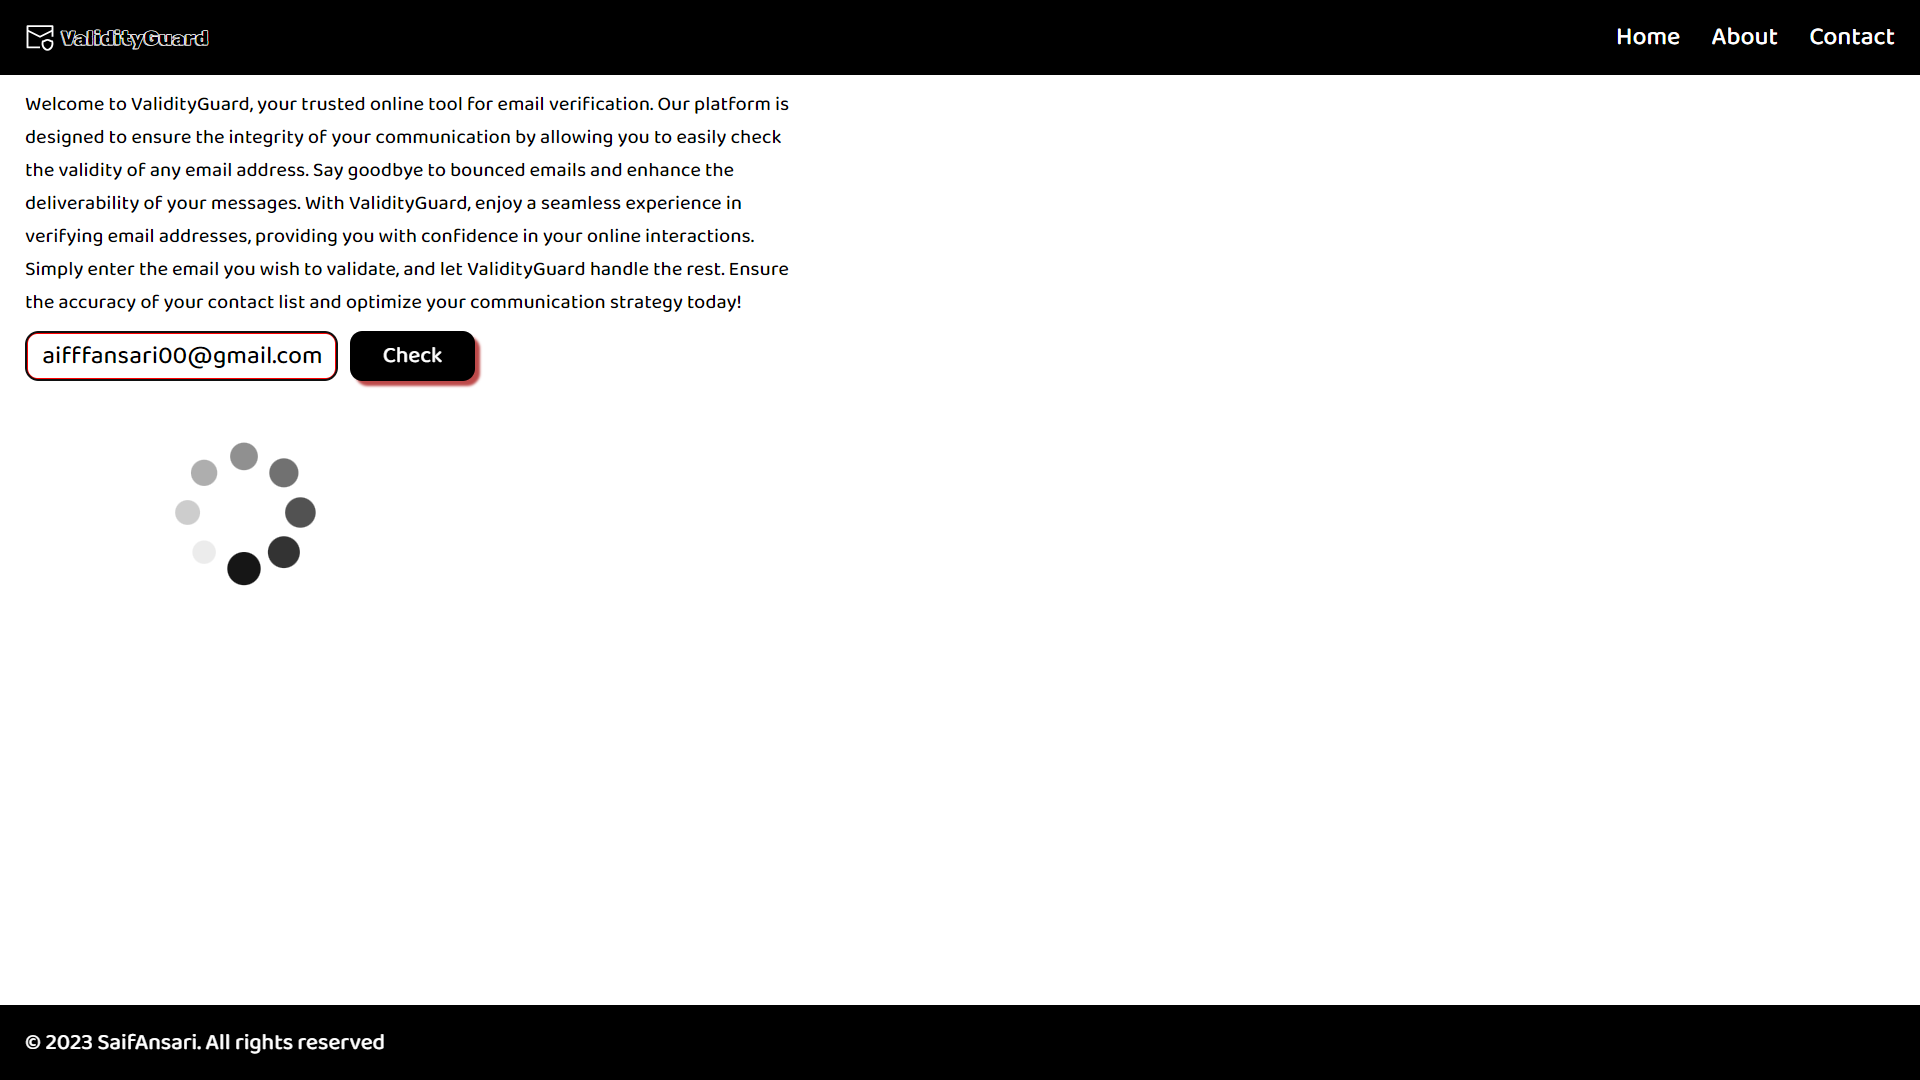 ValidityGuard
Home About Contact
Welcome to ValidityGuard, your trusted online tool for email verification. Our platform is
designed to ensure the integrity of your communication by allowing you to easily check
the validity of any email address. Say goodbye to bounced emails and enhance the
deliverability of your messages. With ValidityGuard, enjoy a seamless experience in
verifying email addresses, providing you with confidence in your online interactions.
Simply enter the email you wish to validate, and let ValidityGuard handle the rest. Ensure
the accuracy of your contact list and optimize your communication strategy today!
aifffansari00@gmail.com Check
© 2023 SaifAnsari. All rights reserved